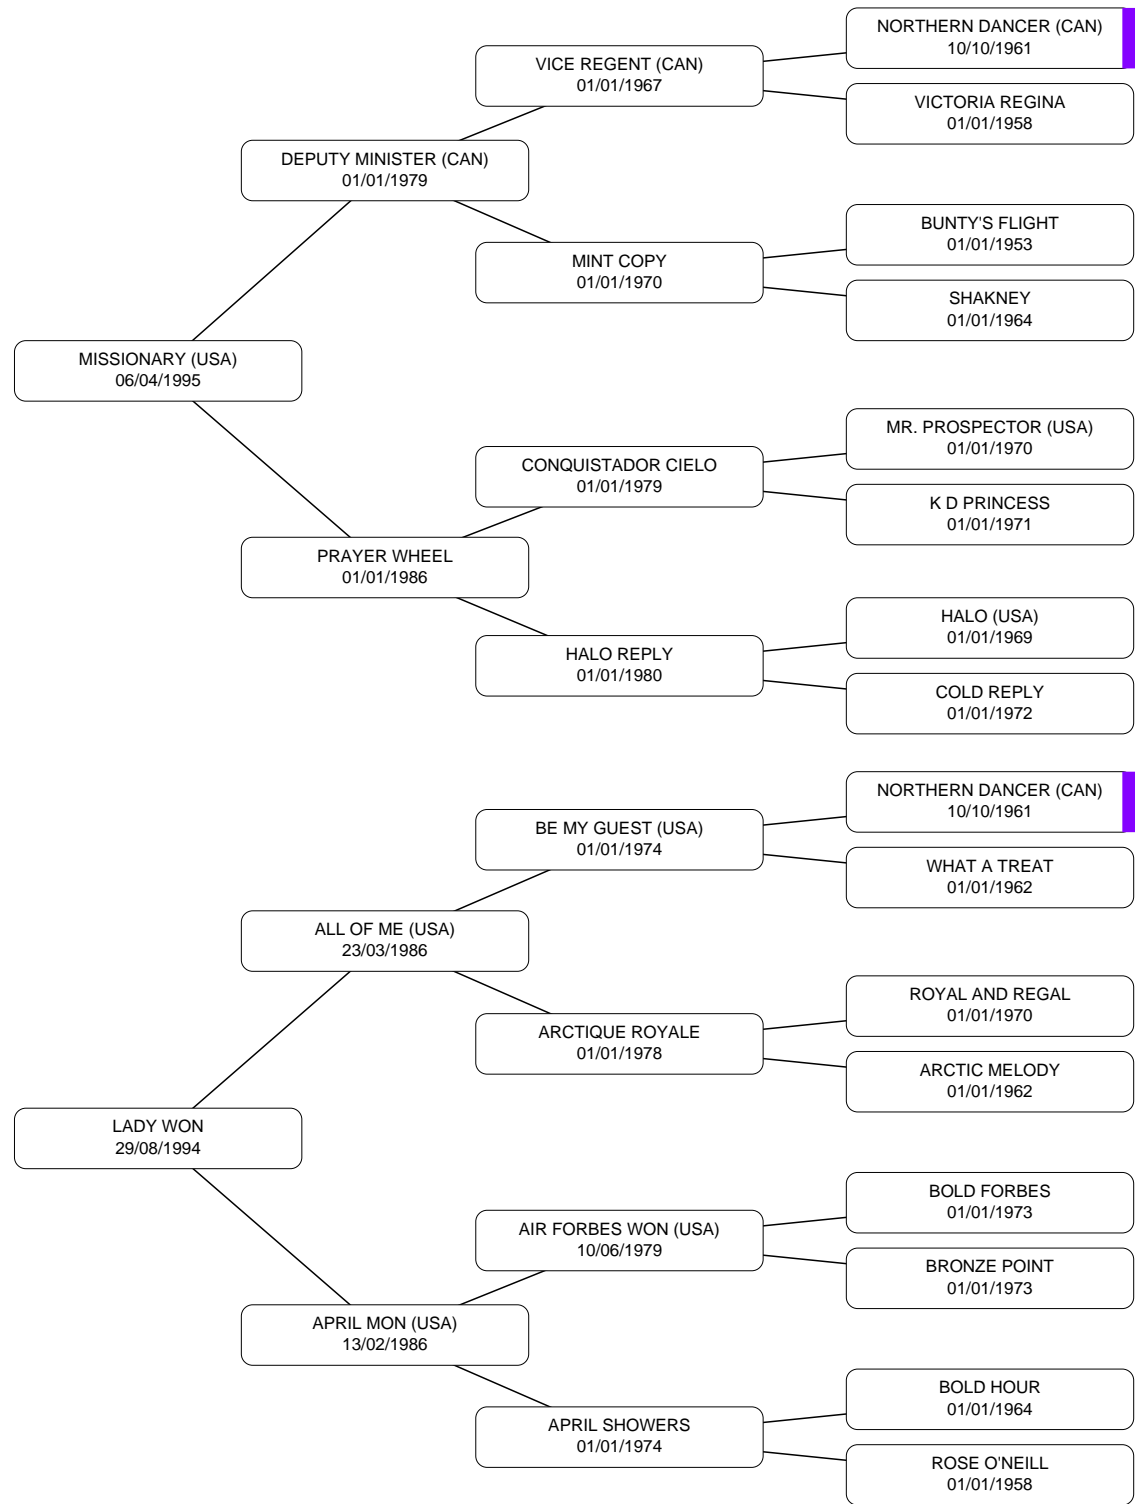 NORTHERN DANCER (CAN)
10/10/1961
VICE REGENT (CAN)
01/01/1967
VICTORIA REGINA
01/01/1958
DEPUTY MINISTER (CAN)
01/01/1979
BUNTY'S FLIGHT
01/01/1953
MINT COPY
01/01/1970
SHAKNEY
01/01/1964
MISSIONARY (USA)
06/04/1995
MR. PROSPECTOR (USA)
01/01/1970
CONQUISTADOR CIELO
01/01/1979
K D PRINCESS
01/01/1971
PRAYER WHEEL
01/01/1986
HALO (USA)
01/01/1969
HALO REPLY
01/01/1980
COLD REPLY
01/01/1972
NORTHERN DANCER (CAN)
10/10/1961
BE MY GUEST (USA)
01/01/1974
WHAT A TREAT
01/01/1962
ALL OF ME (USA)
23/03/1986
ROYAL AND REGAL
01/01/1970
ARCTIQUE ROYALE
01/01/1978
ARCTIC MELODY
01/01/1962
LADY WON
29/08/1994
BOLD FORBES
01/01/1973
AIR FORBES WON (USA)
10/06/1979
BRONZE POINT
01/01/1973
APRIL MON (USA)
13/02/1986
BOLD HOUR
01/01/1964
APRIL SHOWERS
01/01/1974
ROSE O'NEILL
01/01/1958